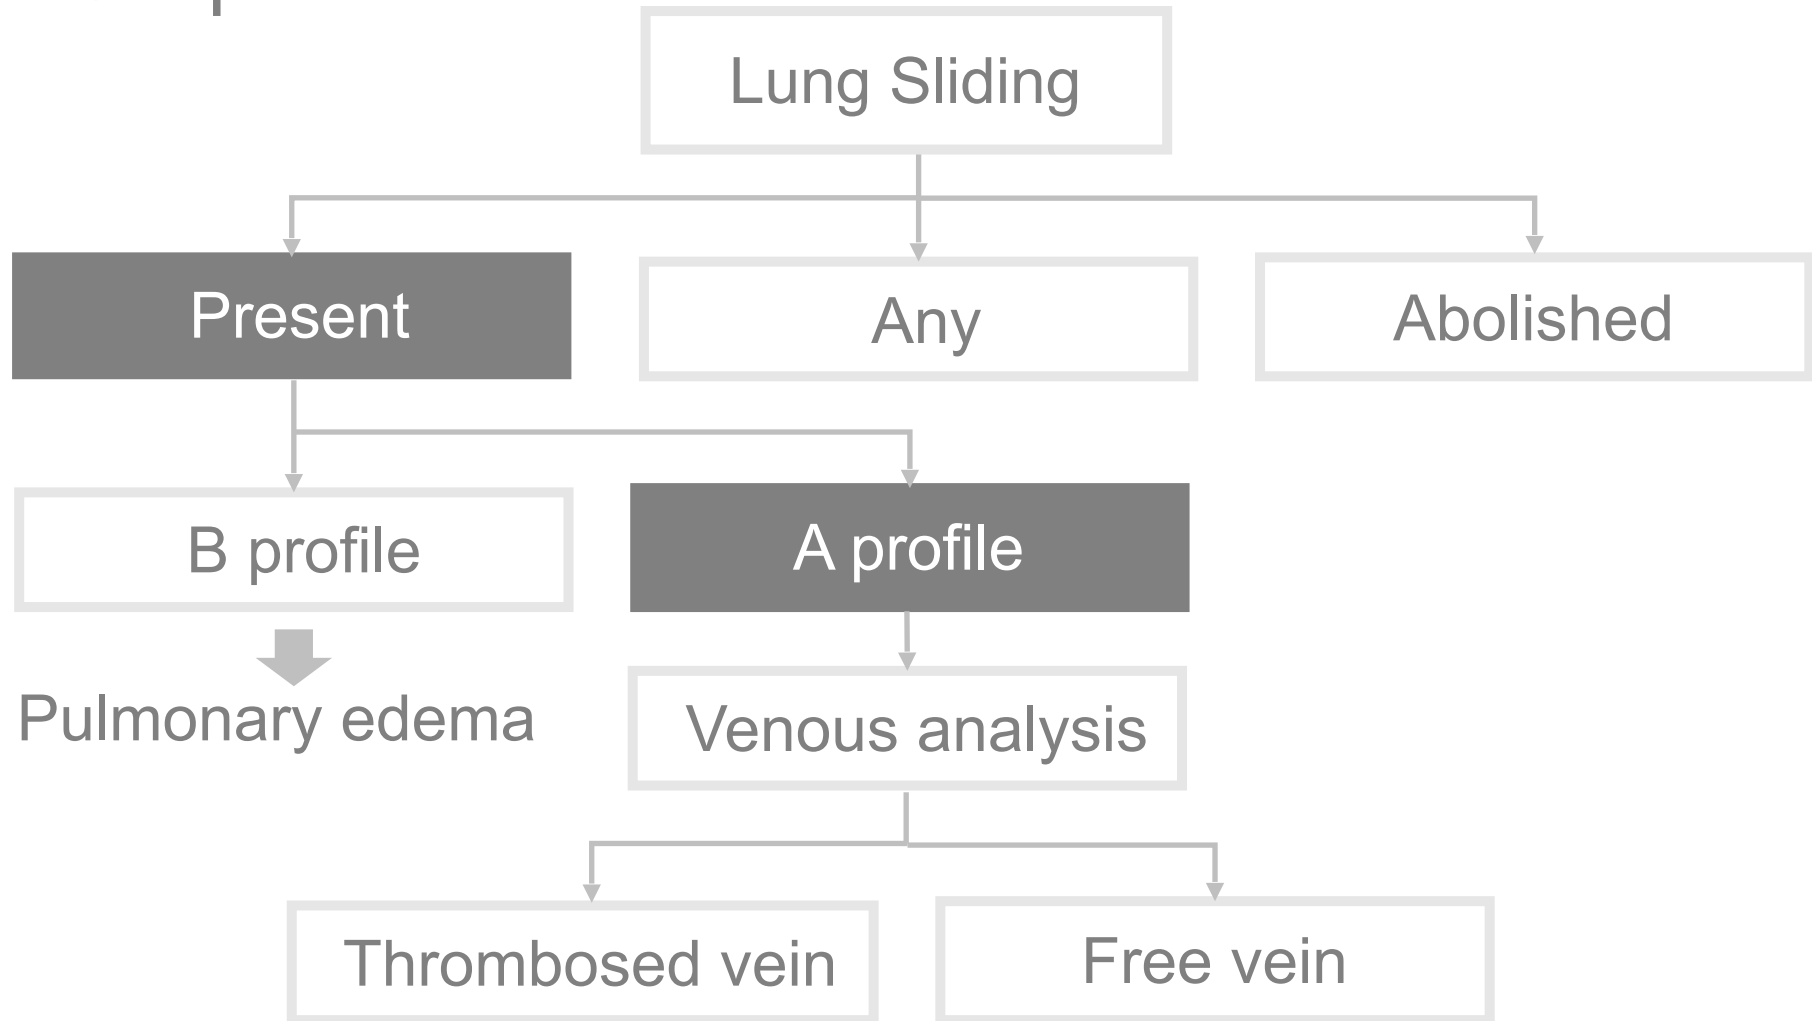 Lung Sliding
Present
Any
Abolished
B profile
A profile
Pulmonary edema
Venous analysis
Thrombosed vein
Free vein